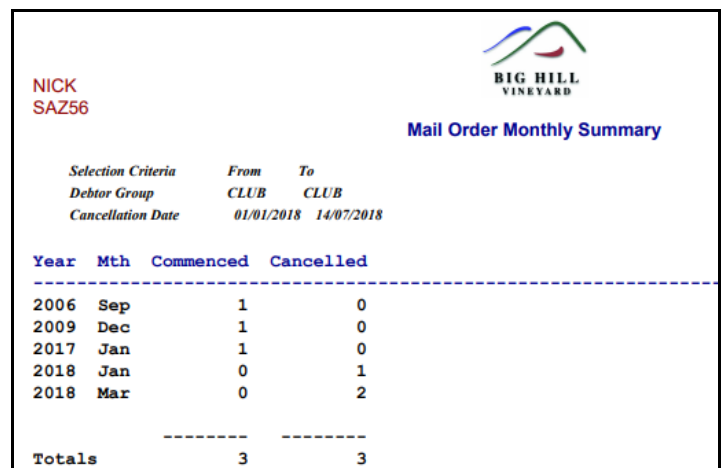 BIG HILL
VINEYARD
NICK
SAZ56
Mail Order Monthly Summary
Selection Criteria From To
Debtor Group CLUB CLUB
Cancellation Date 01/01/2018 14/07/2018
Year Mth Commenced Cancelled
2006 Sep 1 0
2009 Dec 1 0
2017 Jan 1 0
2018 Jan 0 1
2018 Mar 0 2
Totals 3 3